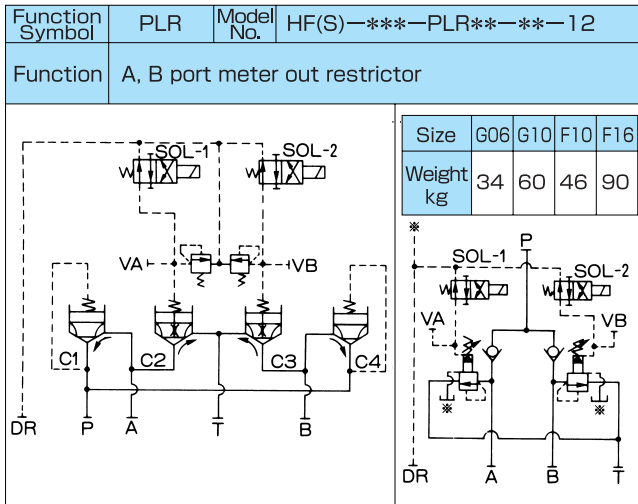 Function Symbol PLR Model No. HF(S)−***−PLR**−**−12
Function A, B port meter out restrictor
Size G06 G10 F10 F16
Weight kg 34 60 46 90
SOL-1 SOL-2
VA VB
C1 C2 C3 C4
DR P A T B
※
P
SOL-1 SOL-2
VA VB
※ ※
DR A B T